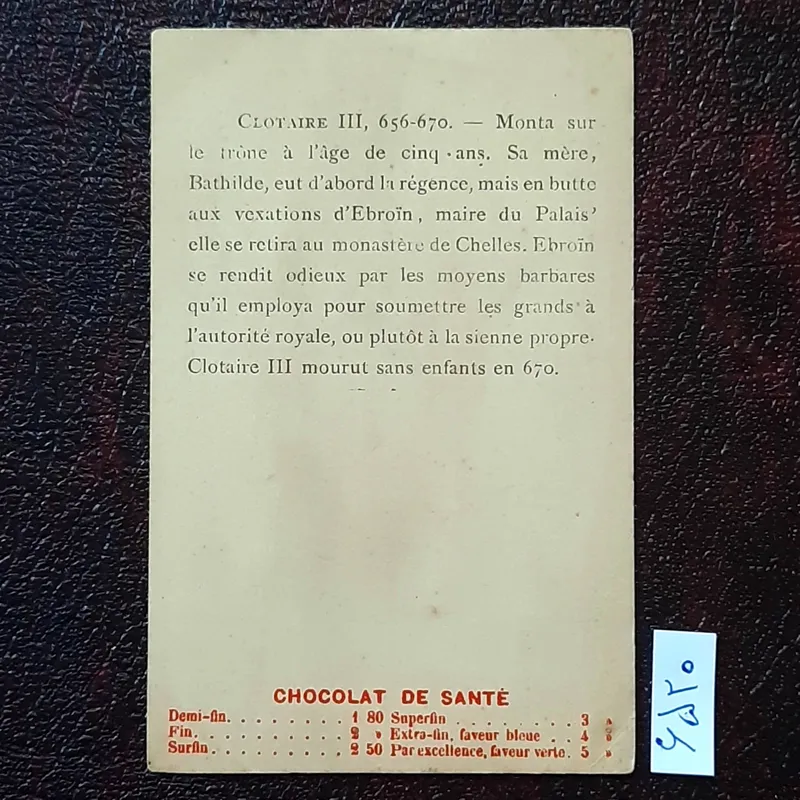 CLOTAIRE III, 656-670. — Monta sur
le trône à l'âge de cinq ans. Sa mère,
Bathilde, eut d'abord la régence, mais en butte
aux vexations d'Ebroïn, maire du Palais'
elle se retira au monastère de Chelles. Ebroïn
se rendit odieux par les moyens barbares
qu'il employa pour soumettre les grands à
l'autorité royale, ou plutôt à la sienne propre.
Clotaire III mourut sans enfants en 670.
CHOCOLAT DE SANTÉ
Demi-fin. . . . . . . . . 1 80 Superfin . . . . . . . . . 3 »
Fin. . . . . . . . . . . . 2 » Extra-fin, faveur bleue . . 4 »
Surfin. . . . . . . . . . 2 50 Par excellence, faveur verte. 5 »